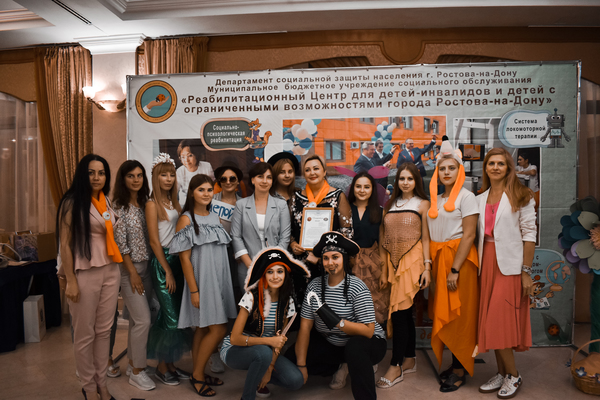 Департамент социальной защиты населения г. Ростова-на-Дону
Муниципальное бюджетное учреждение социального обслуживания
«Реабилитационный Центр для детей-инвалидов и детей с
ограниченными возможностями города Ростова-на-Дону»
Социально-
психологическая
реабилитация
Система
локомоторной
терапии